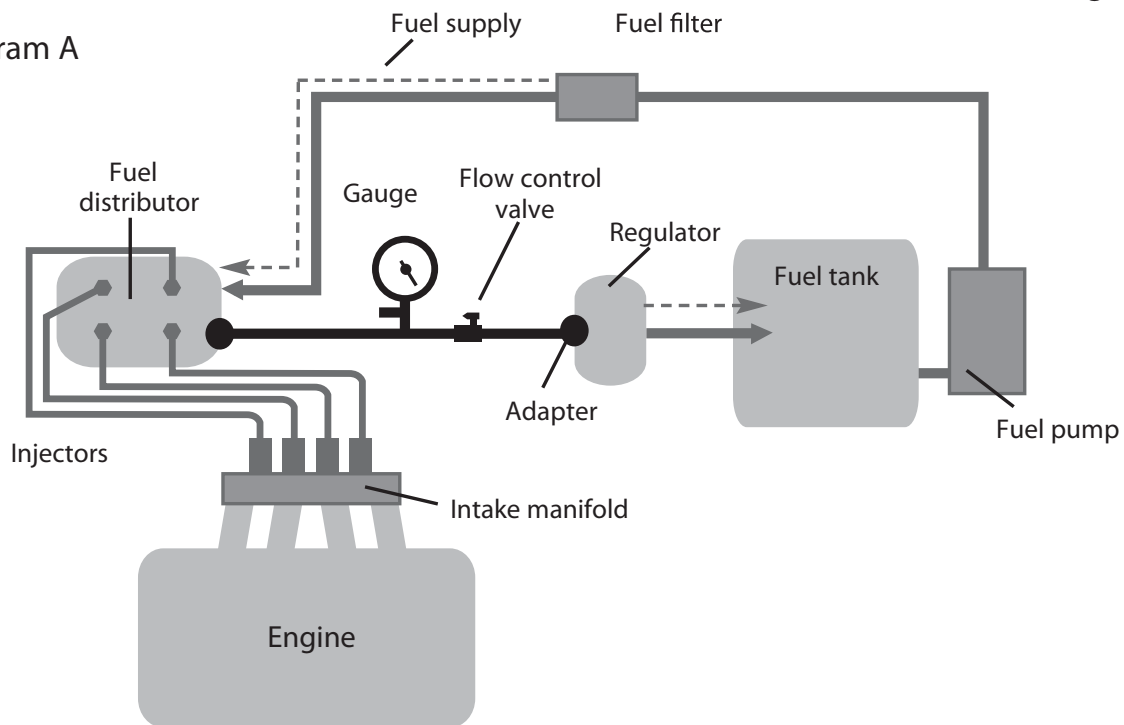 Fuel supply
Fuel filter
ram A
Fuel
distributor
Gauge
Flow control
valve
Regulator
Fuel tank
Adapter
Fuel pump
Injectors
Intake manifold
Engine